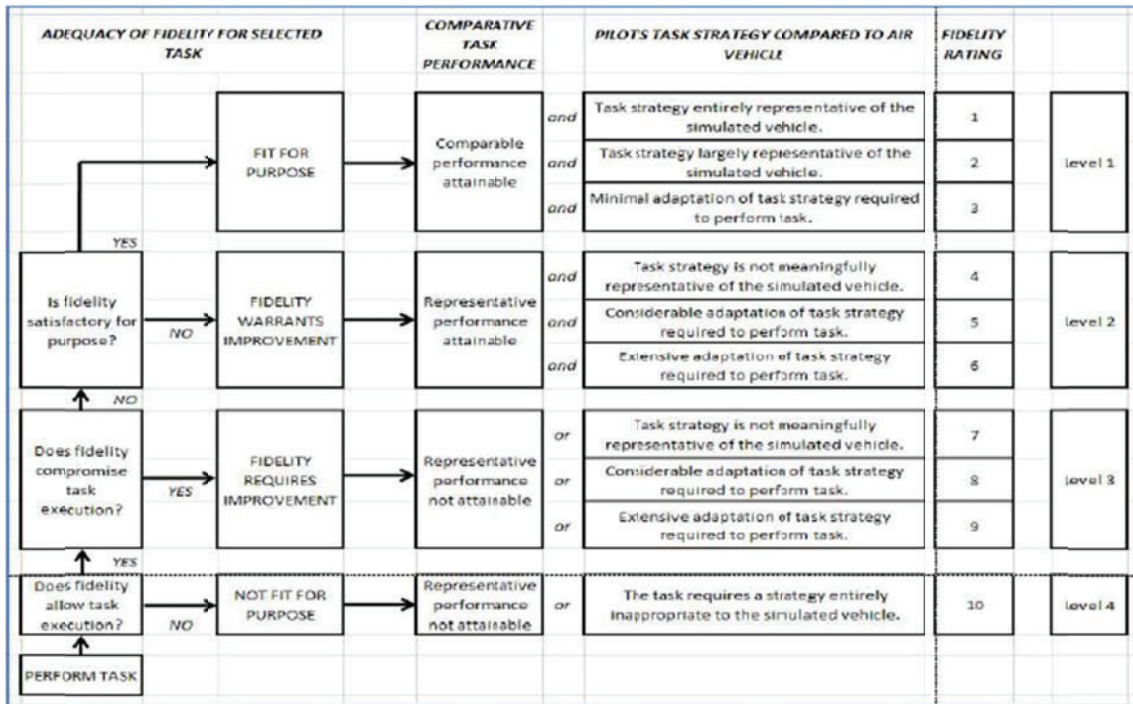 ADEQUACY OF FIDELITY FOR SELECTED
TASK
COMPARATIVE
TASK
PERFORMANCE
PILOTS TASK STRATEGY COMPARED TO AIR
VEHICLE
FIDELITY
RATING
FIT FOR
PURPOSE
Comparable
performance
attainable
and
Task strategy entirely representative of the
simulated vehicle.
1
and
Task strategy largely representative of the
simulated vehicle.
2
and
Minimal adaptation of task strategy required
to perform task.
3
level 1
YES
Is fidelity
satisfactory for
purpose?
NO
FIDELITY
WARRANTS
IMPROVEMENT
Representative
performance
attainable
and
Task strategy is not meaningfully
representative of the simulated vehicle.
4
and
Considerable adaptation of task strategy
required to perform task.
5
and
Extensive adaptation of task strategy
required to perform task.
6
level 2
NO
Does fidelity
compromise
task
execution?
YES
FIDELITY
REQUIRES
IMPROVEMENT
Representative
performance
not attainable
or
Task strategy is not meaningfully
representative of the simulated vehicle.
7
or
Considerable adaptation of task strategy
required to perform task.
8
or
Extensive adaptation of task strategy
required to perform task.
9
level 3
YES
Does fidelity
allow task
execution?
NO
NOT FIT FOR
PURPOSE
Representative
performance
not attainable
or
The task requires a strategy entirely
inappropriate to the simulated vehicle.
10
level 4
PERFORM TASK